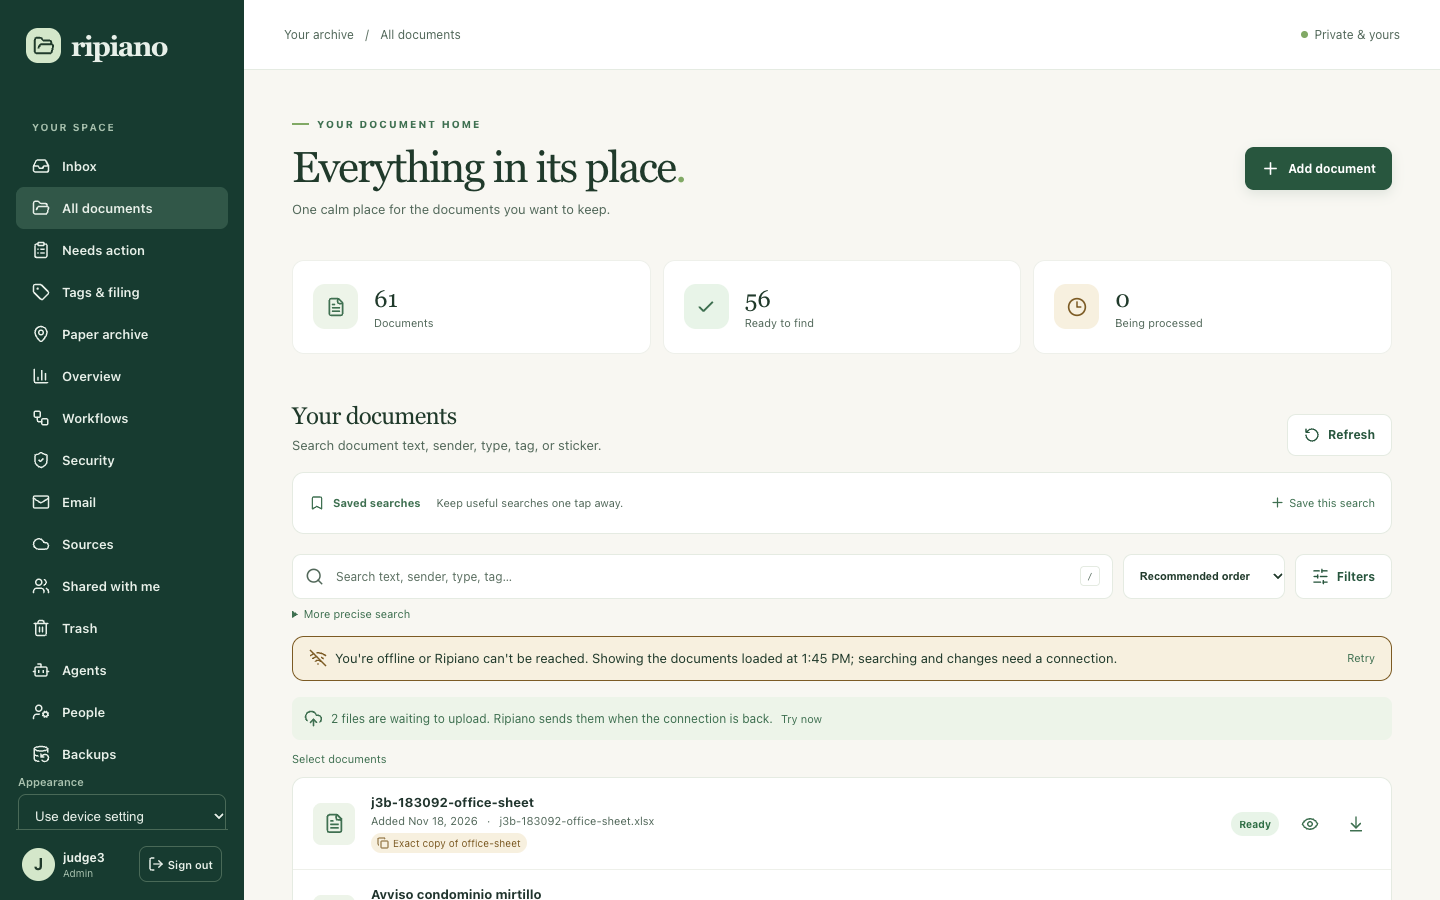 ripiano
YOUR SPACE
Inbox
All documents
Needs action
Tags & filing
Paper archive
Overview
Workflows
Security
Email
Sources
Shared with me
Trash
Agents
People
Backups
Appearance
Use device setting
J
judge3
Admin
Sign out
Your archive / All documents
Private & yours
YOUR DOCUMENT HOME
Everything in its place.
One calm place for the documents you want to keep.
Add document
61
Documents
56
Ready to find
0
Being processed
Your documents
Search document text, sender, type, tag, or sticker.
Refresh
Saved searches Keep useful searches one tap away.
Save this search
Search text, sender, type, tag...
/
Recommended order
Filters
More precise search
You're offline or Ripiano can't be reached. Showing the documents loaded at 1:45 PM; searching and changes need a connection.
Retry
2 files are waiting to upload. Ripiano sends them when the connection is back. Try now
Select documents
j3b-183092-office-sheet
Added Nov 18, 2026 · j3b-183092-office-sheet.xlsx
Exact copy of office-sheet
Ready
Avviso condominio mirtillo